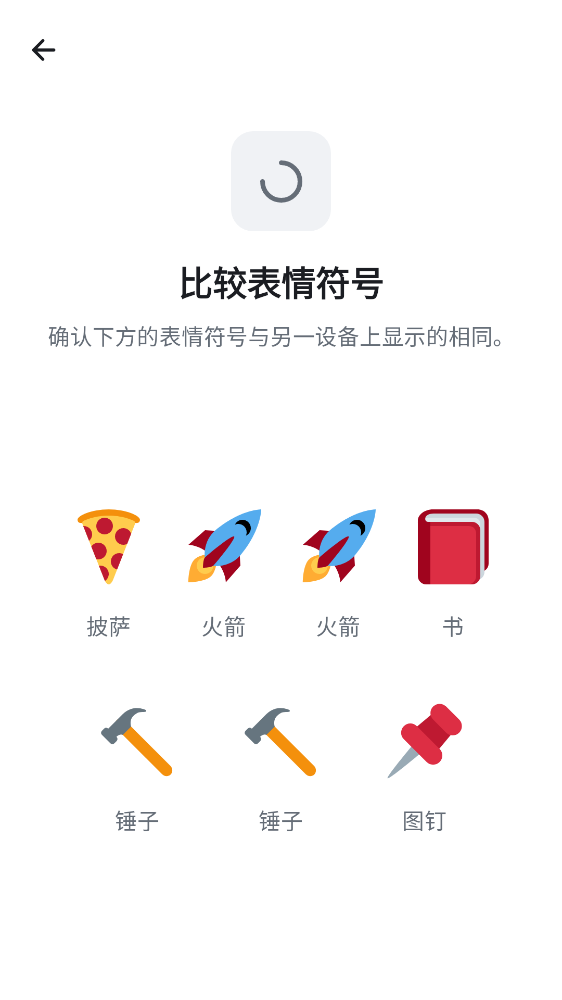 比较表情符号
确认下方的表情符号与另一设备上显示的相同。
披萨 火箭 火箭 书
锤子 锤子 图钉